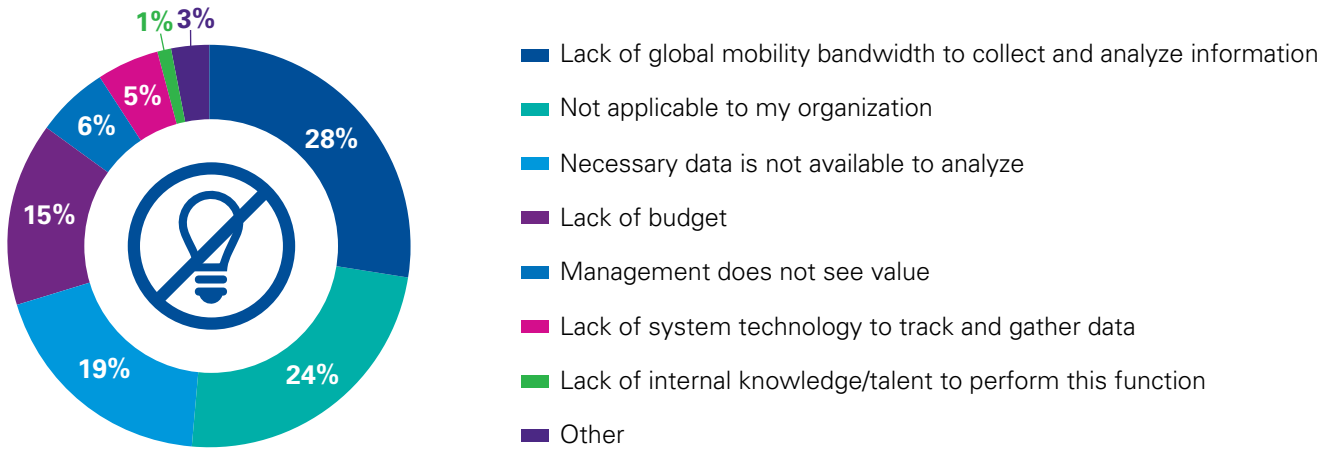 1% 3%
5%
6%
28%
15%
19%
24%
Lack of global mobility bandwidth to collect and analyze information
Not applicable to my organization
Necessary data is not available to analyze
Lack of budget
Management does not see value
Lack of system technology to track and gather data
Lack of internal knowledge/talent to perform this function
Other